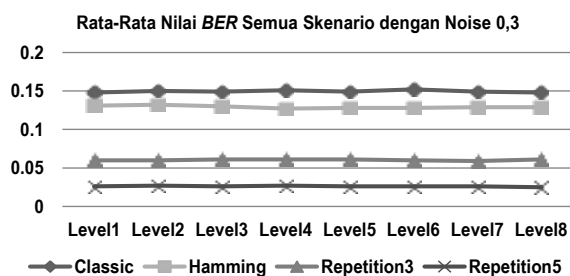 Rata-Rata Nilai BER Semua Skenario dengan Noise 0,3
0.2
0.15
0.1
0.05
0
Level1 Level2 Level3 Level4 Level5 Level6 Level7 Level8
Classic Hamming Repetition3 Repetition5